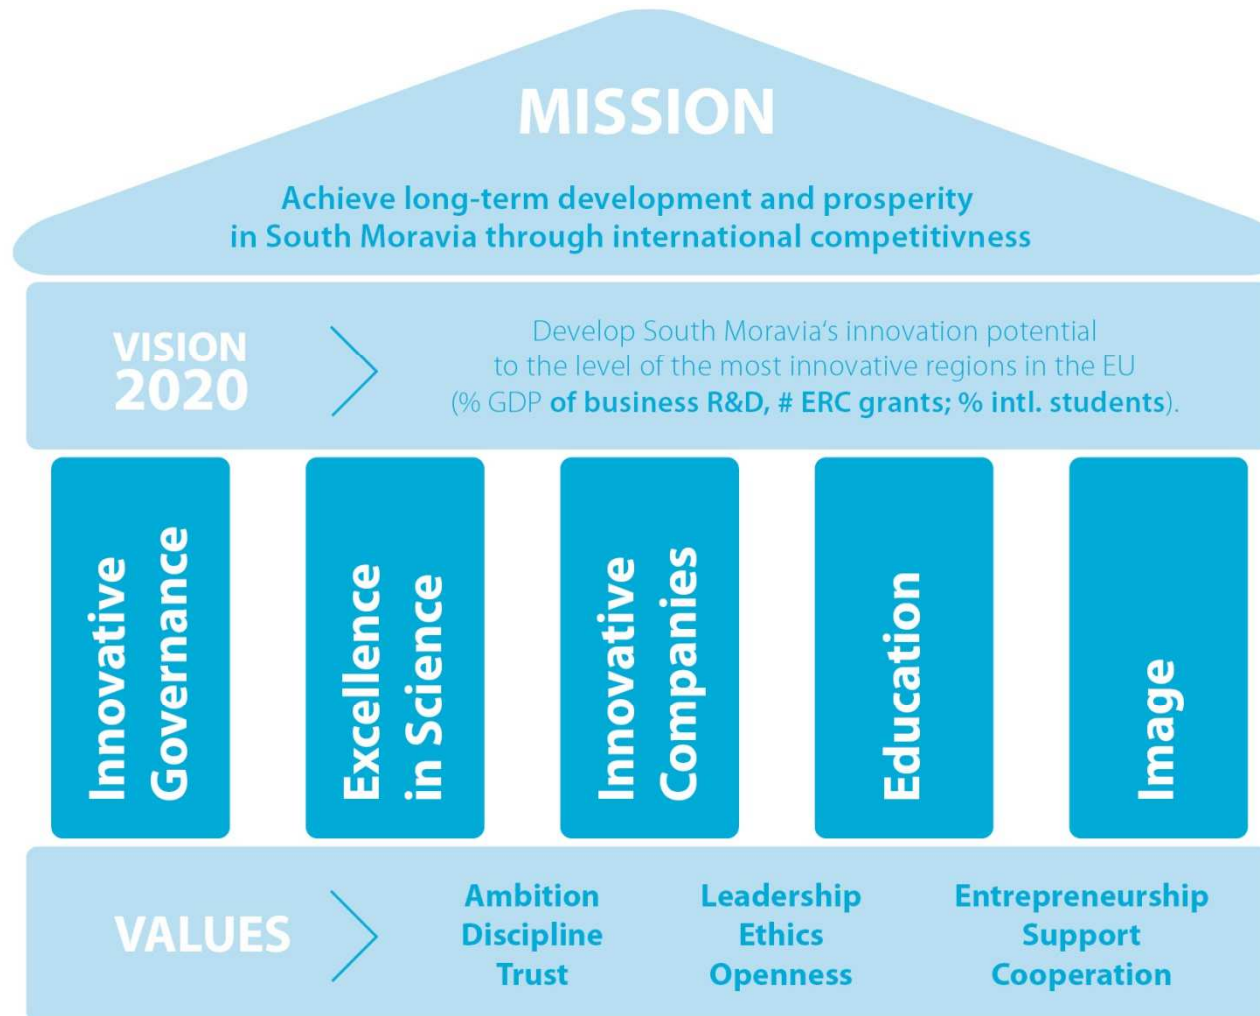 MISSION
Achieve long-term development and prosperity
in South Moravia through international competitivness
VISION
2020
Develop South Moravia‘s innovation potential
to the level of the most innovative regions in the EU
(% GDP of business R&D, # ERC grants; % intl. students).
Innovative
Governance
Excellence
in Science
Innovative
Companies
Education
Image
VALUES
Ambition
Discipline
Trust
Leadership
Ethics
Openness
Entrepreneurship
Support
Cooperation